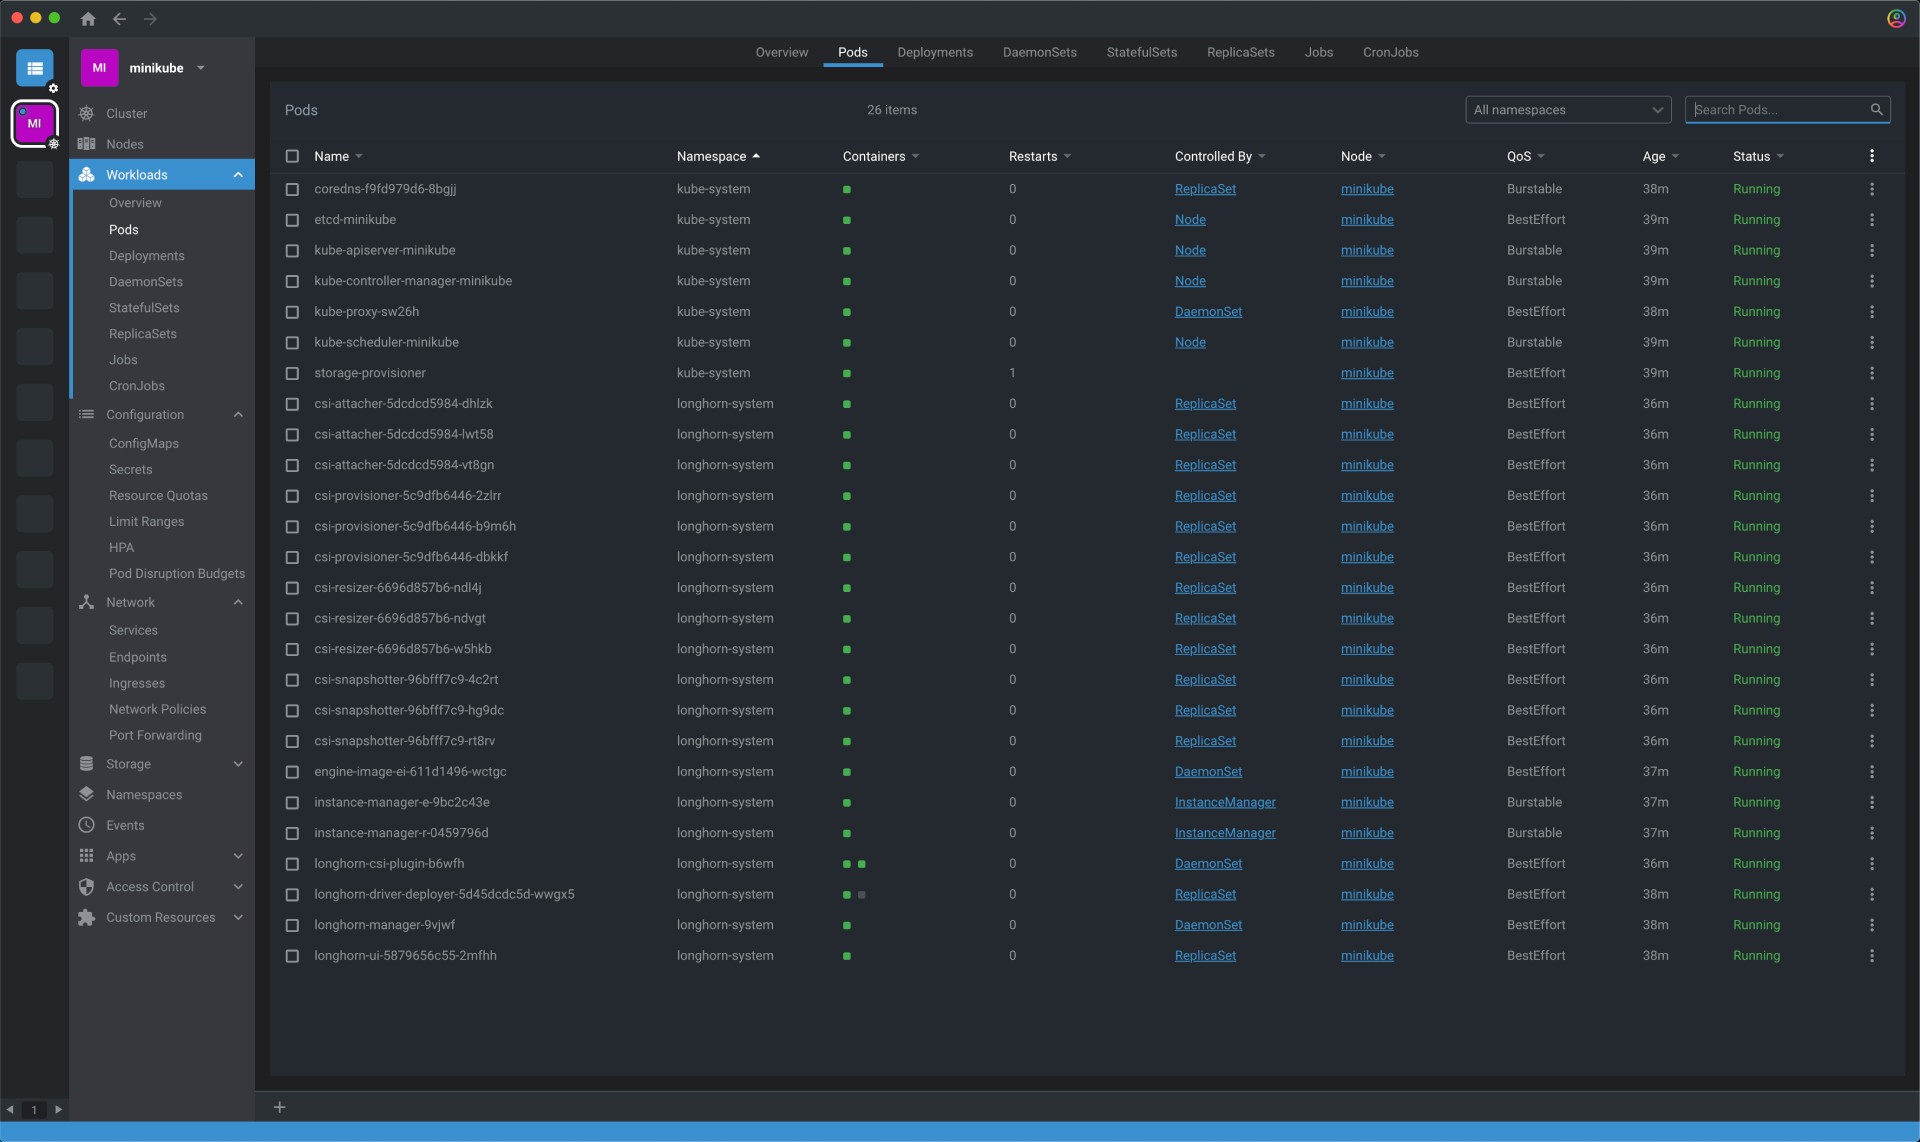 MI
minikube
Overview
Pods
Deployments
DaemonSets
StatefulSets
ReplicaSets
Jobs
CronJobs
MI
Cluster
Nodes
Workloads
Overview
Pods
Deployments
DaemonSets
StatefulSets
ReplicaSets
Jobs
CronJobs
Configuration
ConfigMaps
Secrets
Resource Quotas
Limit Ranges
HPA
Pod Disruption Budgets
Network
Services
Endpoints
Ingresses
Network Policies
Port Forwarding
Storage
Namespaces
Events
Apps
Access Control
Custom Resources
1
Pods 26 items All namespaces Search Pods...
Name Namespace Containers Restarts Controlled By Node QoS Age Status
coredns-f9fd979d6-8bgjj kube-system 0 ReplicaSet minikube Burstable 38m Running
etcd-minikube kube-system 0 Node minikube BestEffort 39m Running
kube-apiserver-minikube kube-system 0 Node minikube Burstable 39m Running
kube-controller-manager-minikube kube-system 0 Node minikube Burstable 39m Running
kube-proxy-sw26h kube-system 0 DaemonSet minikube BestEffort 38m Running
kube-scheduler-minikube kube-system 0 Node minikube Burstable 39m Running
storage-provisioner kube-system 1 minikube BestEffort 39m Running
csi-attacher-5dcdcd5984-dhlzk longhorn-system 0 ReplicaSet minikube BestEffort 36m Running
csi-attacher-5dcdcd5984-lwt58 longhorn-system 0 ReplicaSet minikube BestEffort 36m Running
csi-attacher-5dcdcd5984-vt8gn longhorn-system 0 ReplicaSet minikube BestEffort 36m Running
csi-provisioner-5c9dfb6446-2zlrr longhorn-system 0 ReplicaSet minikube BestEffort 36m Running
csi-provisioner-5c9dfb6446-b9m6h longhorn-system 0 ReplicaSet minikube BestEffort 36m Running
csi-provisioner-5c9dfb6446-dbkkf longhorn-system 0 ReplicaSet minikube BestEffort 36m Running
csi-resizer-6696d857b6-ndl4j longhorn-system 0 ReplicaSet minikube BestEffort 36m Running
csi-resizer-6696d857b6-ndvgt longhorn-system 0 ReplicaSet minikube BestEffort 36m Running
csi-resizer-6696d857b6-w5hkb longhorn-system 0 ReplicaSet minikube BestEffort 36m Running
csi-snapshotter-96bfff7c9-4c2rt longhorn-system 0 ReplicaSet minikube BestEffort 36m Running
csi-snapshotter-96bfff7c9-hg9dc longhorn-system 0 ReplicaSet minikube BestEffort 36m Running
csi-snapshotter-96bfff7c9-rt8rv longhorn-system 0 ReplicaSet minikube BestEffort 36m Running
engine-image-ei-611d1496-wctgc longhorn-system 0 DaemonSet minikube BestEffort 37m Running
instance-manager-e-9bc2c43e longhorn-system 0 InstanceManager minikube Burstable 37m Running
instance-manager-r-0459796d longhorn-system 0 InstanceManager minikube Burstable 37m Running
longhorn-csi-plugin-b6wfh longhorn-system 0 DaemonSet minikube BestEffort 36m Running
longhorn-driver-deployer-5d45dcdc5d-wwgx5 longhorn-system 0 ReplicaSet minikube BestEffort 38m Running
longhorn-manager-9vjwf longhorn-system 0 DaemonSet minikube BestEffort 38m Running
longhorn-ui-5879656c55-2mfhh longhorn-system 0 ReplicaSet minikube BestEffort 38m Running